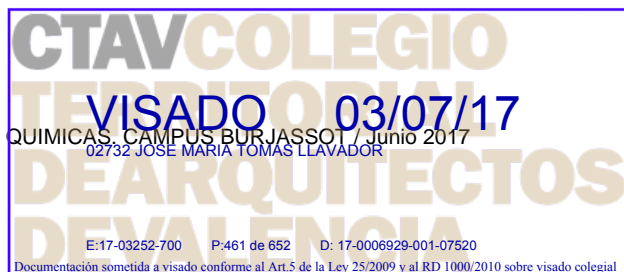 CTAVCOLEGIO
TERRITORIAL
VISADO 03/07/17
QUIMICAS. CAMPUS BURJASSOT / Junio 2017
02732 JOSE MARIA TOMAS LLAVADOR
DEARQUITECTOS
DEVALENCIA
E:17-03252-700 P:461 de 652 D: 17-0006929-001-07520
Documentación sometida a visado conforme al Art.5 de la Ley 25/2009 y al RD 1000/2010 sobre visado colegial